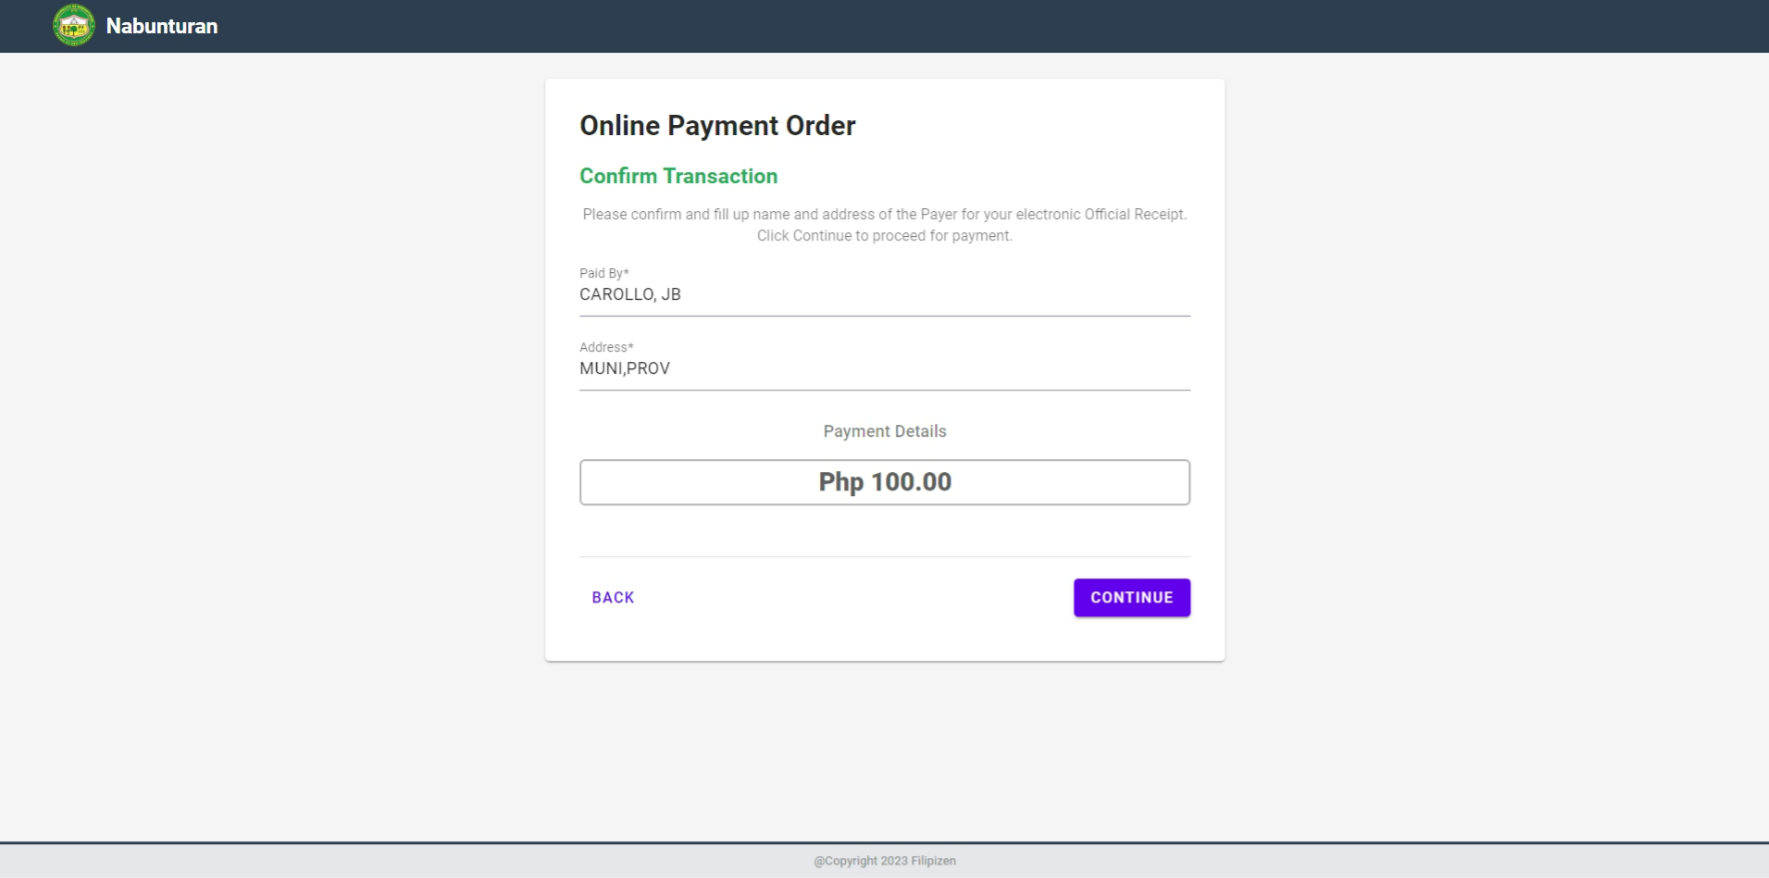 Nabunturan
Online Payment Order
Confirm Transaction
Please confirm and fill up name and address of the Payer for your electronic Official Receipt.
Click Continue to proceed for payment.
Paid By*
CAROLLO, JB
Address*
MUNI,PROV
Payment Details
Php 100.00
BACK
CONTINUE
@Copyright 2023 Filipizen